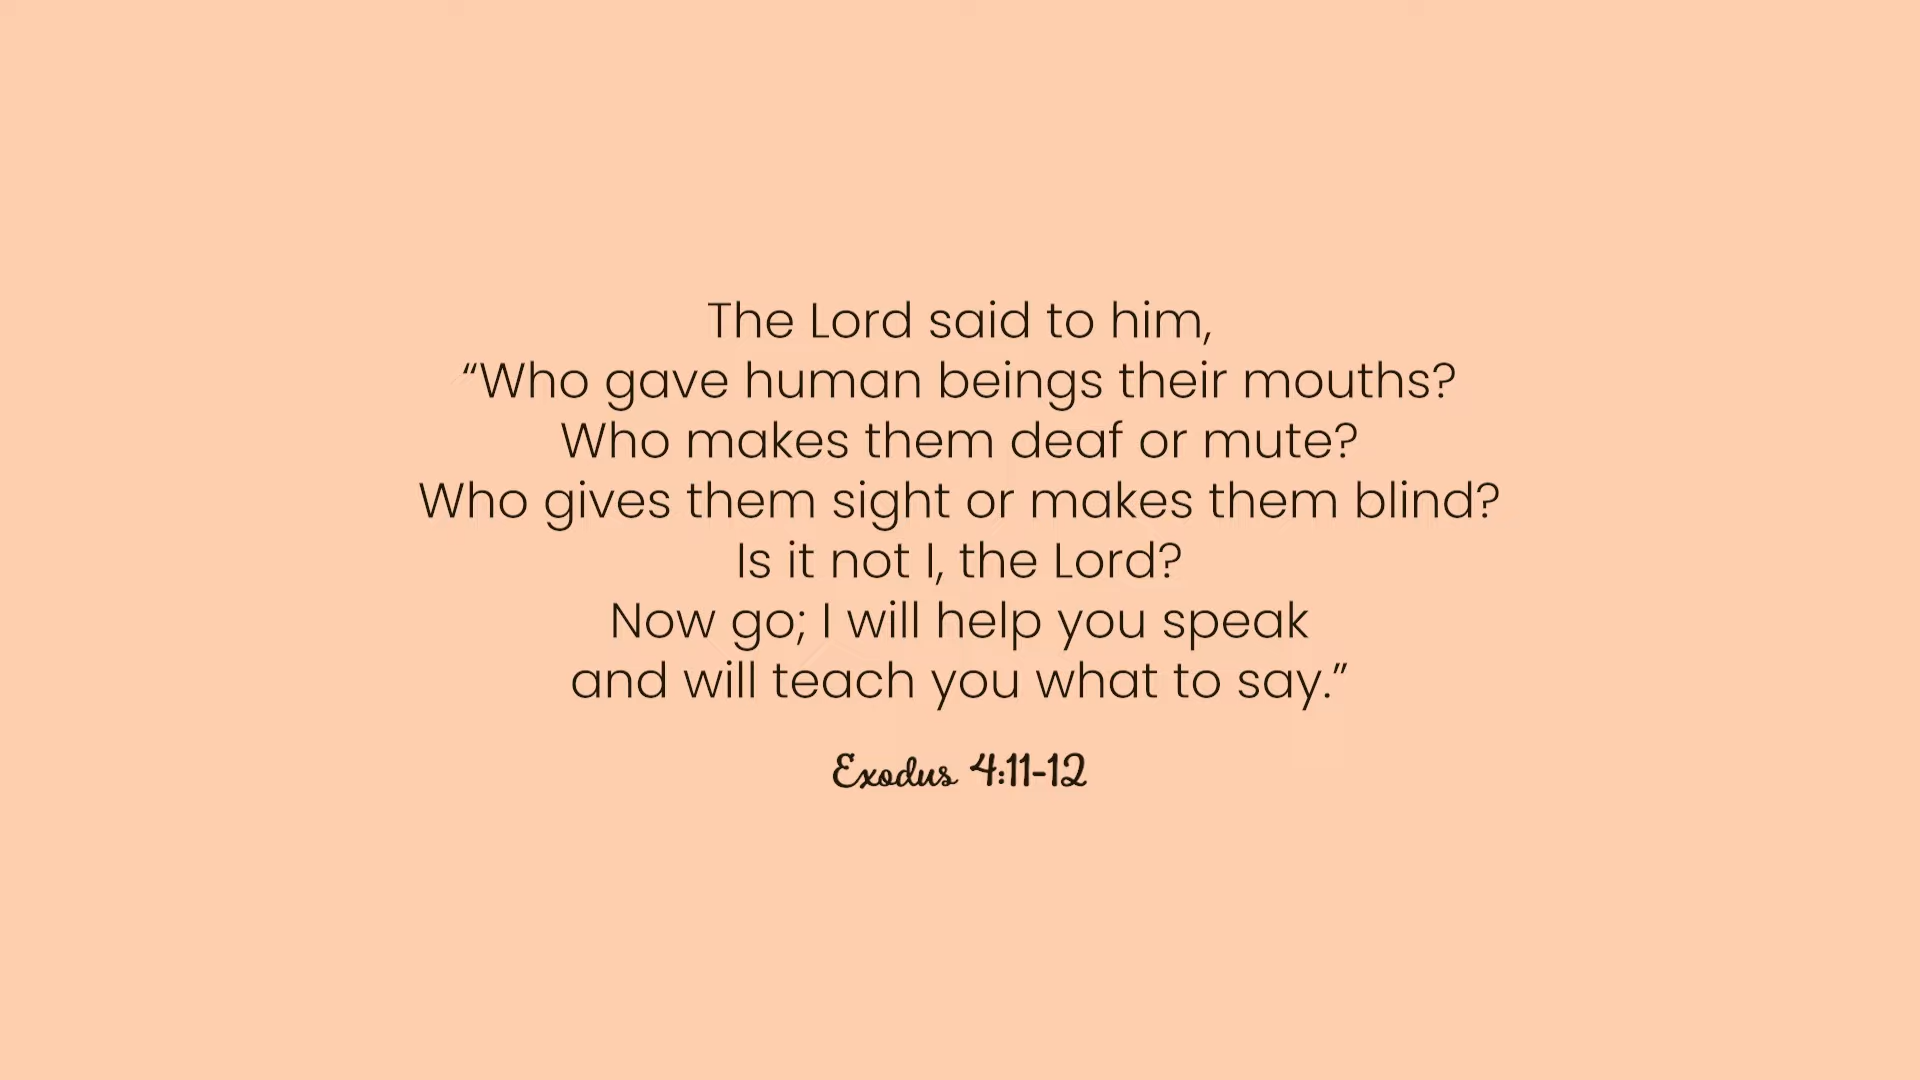 The Lord said to him,
“Who gave human beings their mouths?
Who makes them deaf or mute?
Who gives them sight or makes them blind?
Is it not I, the Lord?
Now go; I will help you speak
and will teach you what to say.”
Exodus 4:11-12